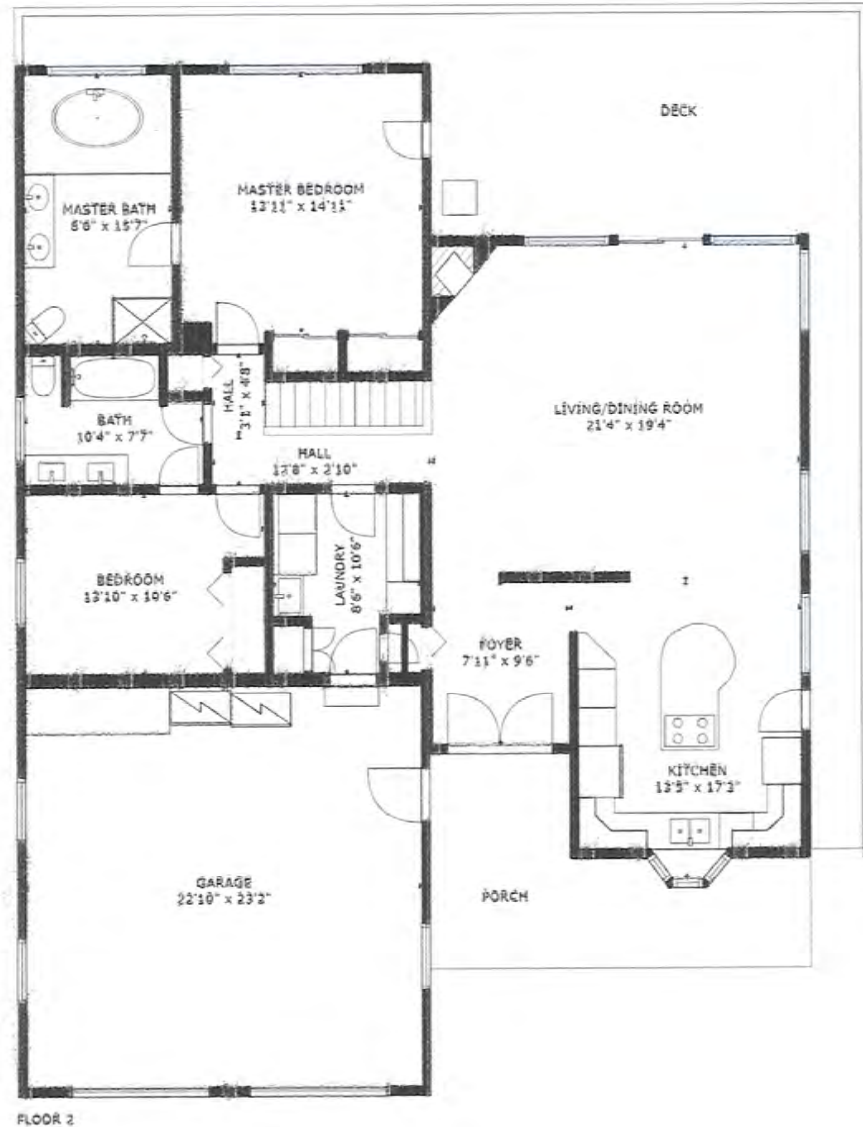 DECK
MASTER BEDROOM
13'11" x 14'11"
MASTER BATH
8'6" x 15'7"
HALL
3'1" x 4'8"
BATH
10'4" x 7'7"
LIVING/DINING ROOM
21'4" x 19'4"
HALL
12'8" x 2'10"
BEDROOM
13'10" x 10'6"
LAUNDRY
8'6" x 10'6"
FOYER
7'11" x 9'6"
KITCHEN
13'5" x 17'3"
GARAGE
22'10" x 23'2"
PORCH
FLOOR 2